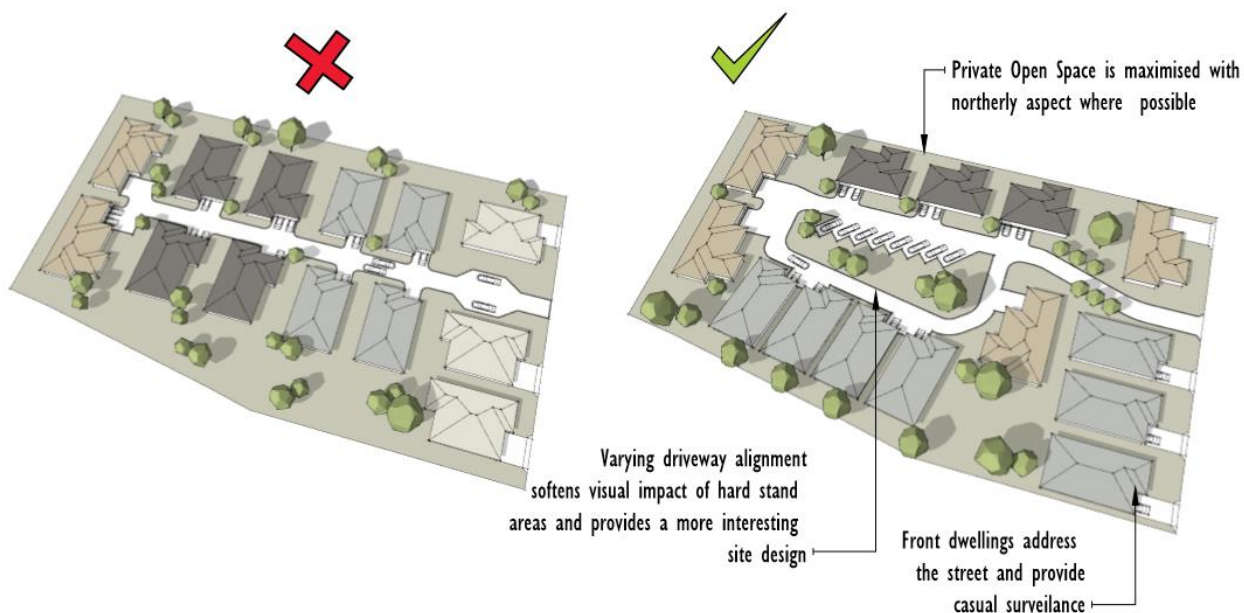 Private Open Space is maximised with
northerly aspect where possible
Varying driveway alignment
softens visual impact of hard stand
areas and provides a more interesting
site design
Front dwellings address
the street and provide
casual surveilance